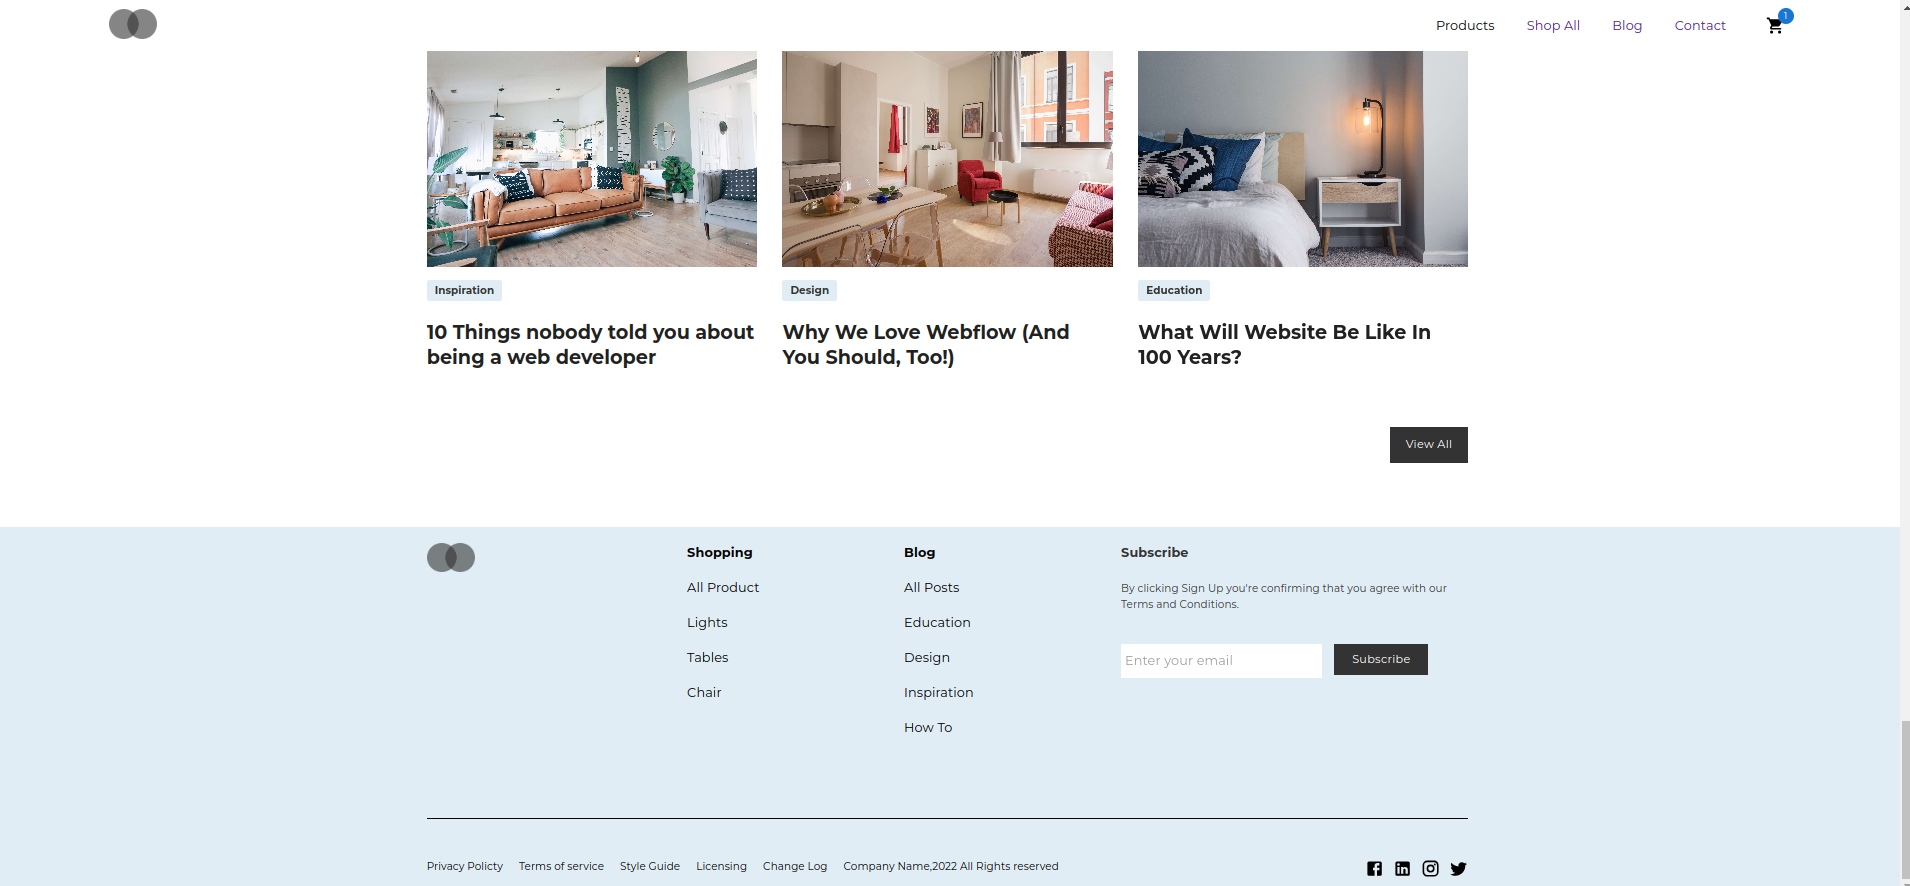 Products Shop All Blog Contact 1
Inspiration
10 Things nobody told you about
being a web developer
Design
Why We Love Webflow (And
You Should, Too!)
Education
What Will Website Be Like In
100 Years?
View All
Shopping
All Product
Lights
Tables
Chair
Blog
All Posts
Education
Design
Inspiration
How To
Subscribe
By clicking Sign Up you're confirming that you agree with our
Terms and Conditions.
Enter your email
Subscribe
Privacy Policty Terms of service Style Guide Licensing Change Log Company Name,2022 All Rights reserved